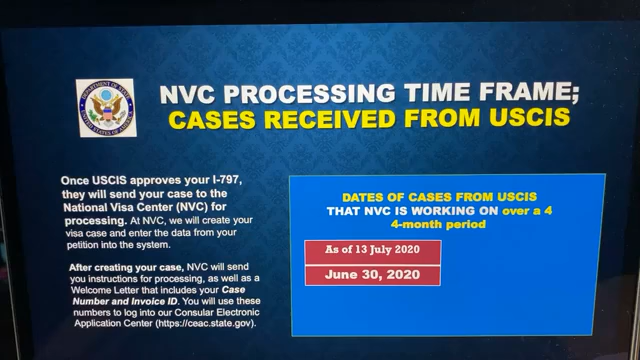 NVC PROCESSING TIME FRAME;
CASES RECEIVED FROM USCIS
Once USCIS approves your I-797,
they will send your case to the
National Visa Center (NVC) for
processing. At NVC, we will create your
visa case and enter the data from your
petition into the system.
After creating your case, NVC will send
you instructions for processing, as well as a
Welcome Letter that includes your Case
Number and Invoice ID. You will use these
numbers to log into our Consular Electronic
Application Center (https://ceac.state.gov).
DATES OF CASES FROM USCIS
THAT NVC IS WORKING ON over a 4
4-month period
As of 13 July 2020
June 30, 2020